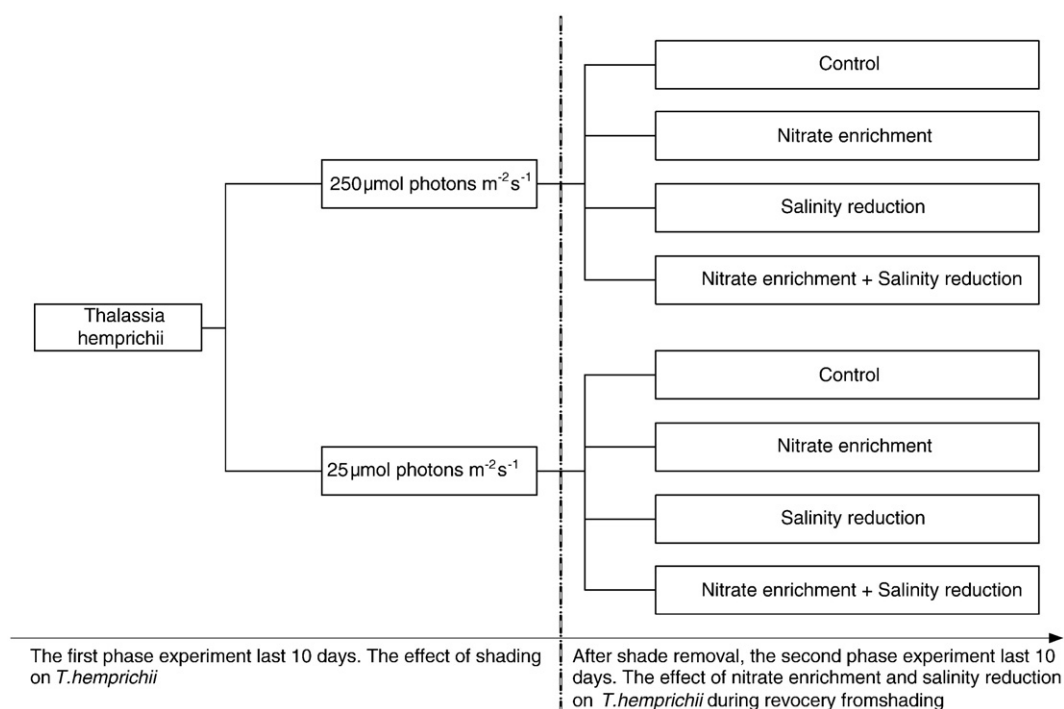 Control
Nitrate enrichment
250μmol photons m⁻²s⁻¹
Salinity reduction
Nitrate enrichment + Salinity reduction
Thalassia
hemprichii
Control
Nitrate enrichment
25μmol photons m⁻²s⁻¹
Salinity reduction
Nitrate enrichment + Salinity reduction
The first phase experiment last 10 days. The effect of shading
on T.hemprichii
After shade removal, the second phase experiment last 10
days. The effect of nitrate enrichment and salinity reduction
on T.hemprichii during revocery fromshading